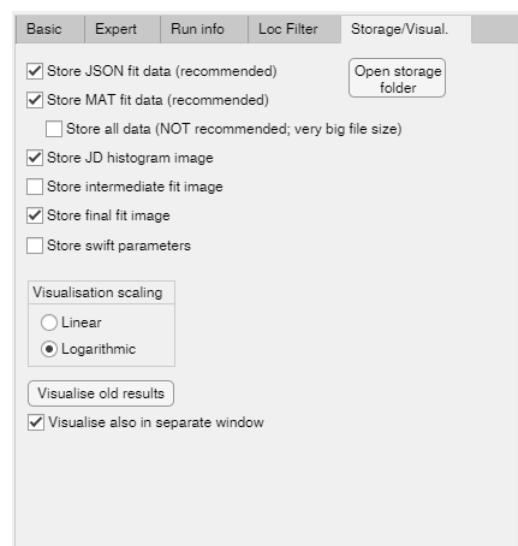 Basic
Expert
Run info
Loc Filter
Storage/Visual.
Store JSON fit data (recommended)
Open storage
folder
Store MAT fit data (recommended)
Store all data (NOT recommended; very big file size)
Store JD histogram image
Store intermediate fit image
Store final fit image
Store swift parameters
Visualisation scaling
Linear
Logarithmic
Visualise old results
Visualise also in separate window